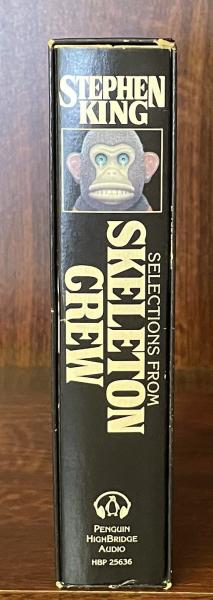 STEPHEN
KING
SELECTIONS FROM
SKELETON
CREW
PENGUIN
HIGHBRIDGE
AUDIO
HBP 25636